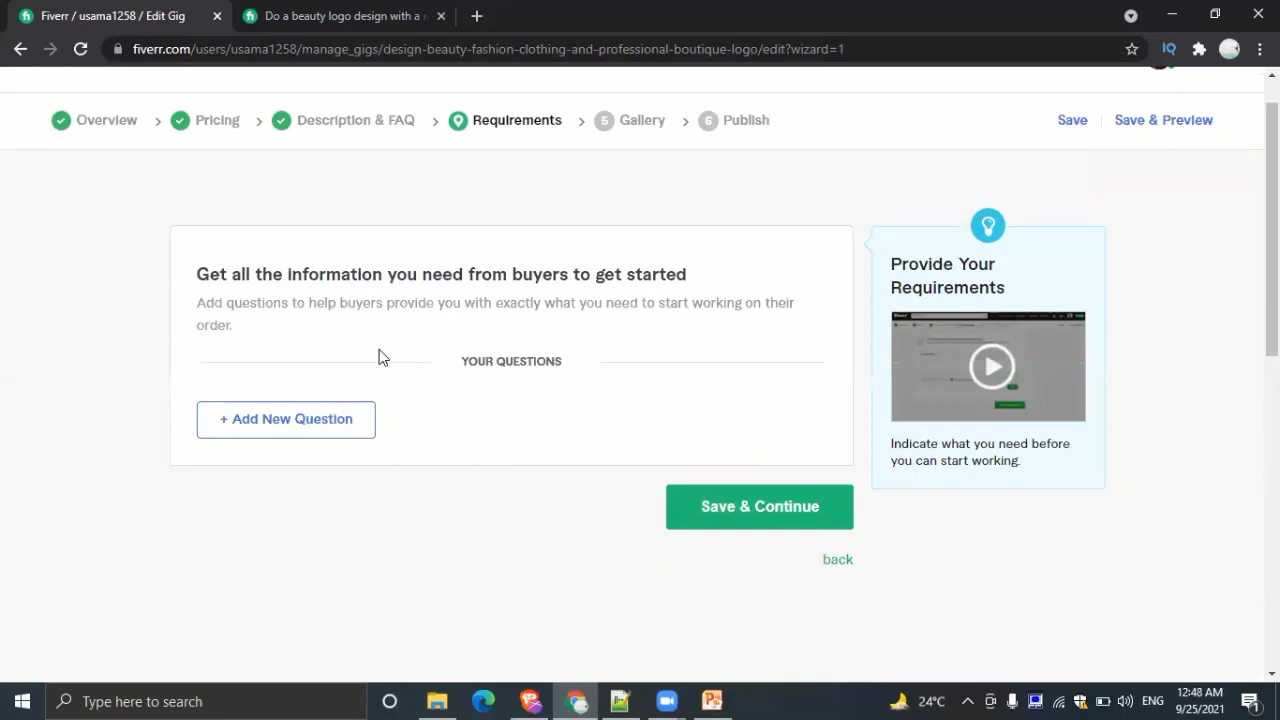 Fiverr / usama1258 / Edit Gig
Do a beauty logo design with a n
fiverr.com/users/usama1258/manage_gigs/design-beauty-fashion-clothing-and-professional-boutique-logo/edit?wizard=1
IQ
Overview
Pricing
Description & FAQ
Requirements
5 Gallery
6 Publish
Save
Save & Preview
Get all the information you need from buyers to get started
Add questions to help buyers provide you with exactly what you need to start working on their
order.
YOUR QUESTIONS
+ Add New Question
Save & Continue
back
Provide Your
Requirements
Indicate what you need before
you can start working.
Type here to search
24°C
ENG
12:48 AM
9/25/2021
1